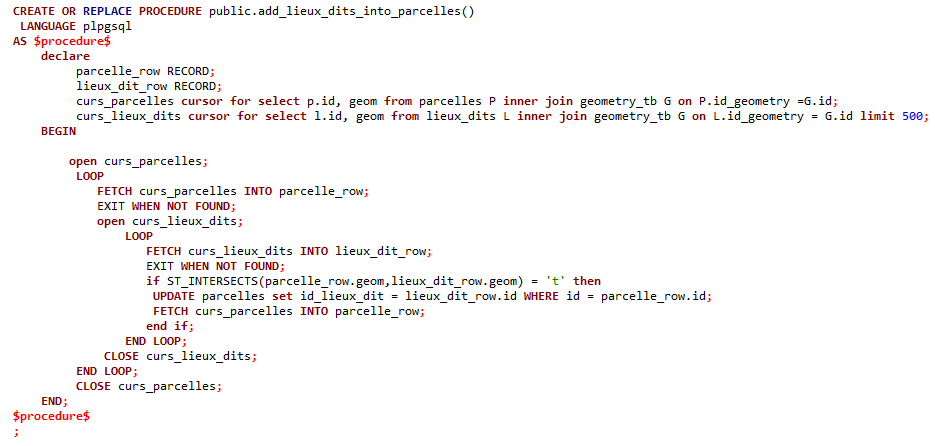 CREATE OR REPLACE PROCEDURE public.add_lieux_dits_into_parcelles()
LANGUAGE plpgsql
AS $procedure$
declare
parcelle_row RECORD;
lieux_dit_row RECORD;
curs_parcelles cursor for select p.id, geom from parcelles P inner join geometry_tb G on P.id_geometry =G.id;
curs_lieux_dits cursor for select l.id, geom from lieux_dits L inner join geometry_tb G on L.id_geometry = G.id limit 500;
BEGIN
open curs_parcelles;
LOOP
FETCH curs_parcelles INTO parcelle_row;
EXIT WHEN NOT FOUND;
open curs_lieux_dits;
LOOP
FETCH curs_lieux_dits INTO lieux_dit_row;
EXIT WHEN NOT FOUND;
if ST_INTERSECTS(parcelle_row.geom,lieux_dit_row.geom) = 't' then
UPDATE parcelles set id_lieux_dit = lieux_dit_row.id WHERE id = parcelle_row.id;
FETCH curs_parcelles INTO parcelle_row;
end if;
END LOOP;
CLOSE curs_lieux_dits;
END LOOP;
CLOSE curs_parcelles;
END;
$procedure$
;